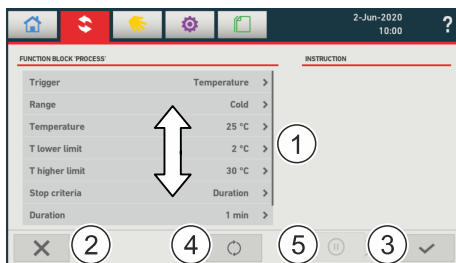 2-Jun-2020
10:00
?
FUNCTION BLOCK 'PROCESS'
INSTRUCTION
Trigger Temperature >
Range Cold >
Temperature 25 °C >
T lower limit 2 °C >
T higher limit 30 °C >
Stop criteria Duration >
Duration 1 min >
1
2
4
5
3